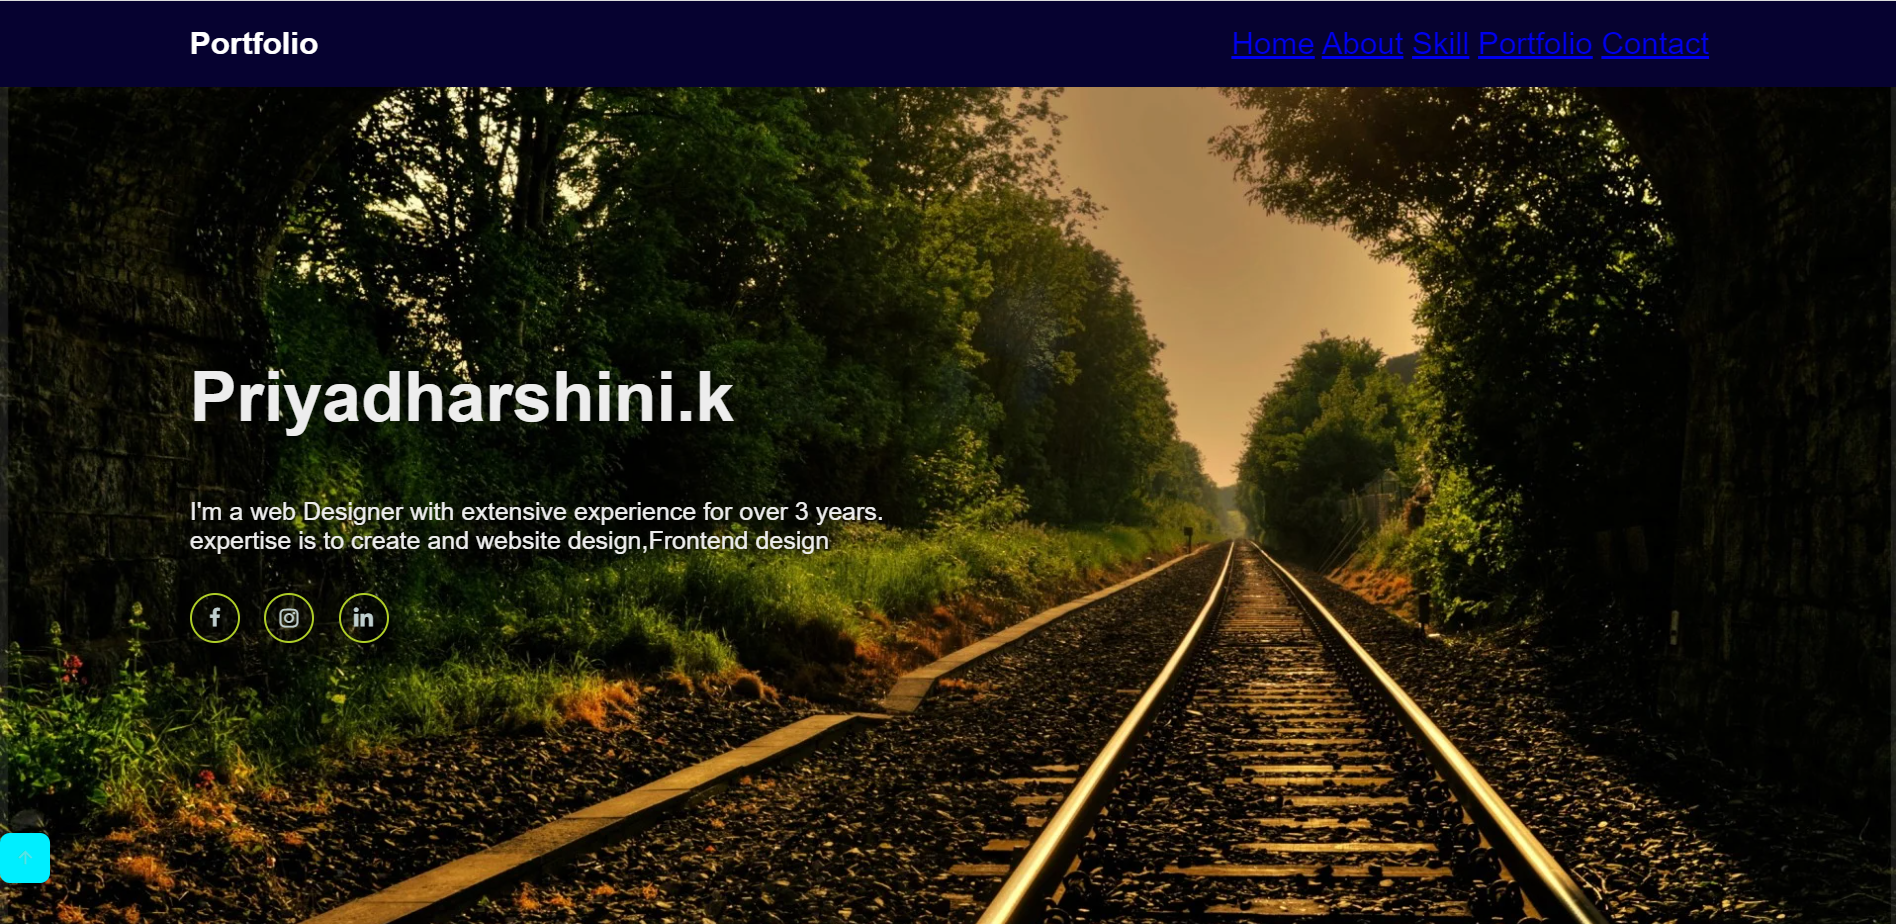 Portfolio
Home About Skill Portfolio Contact
Priyadharshini.k
I'm a web Designer with extensive experience for over 3 years.
expertise is to create and website design,Frontend design